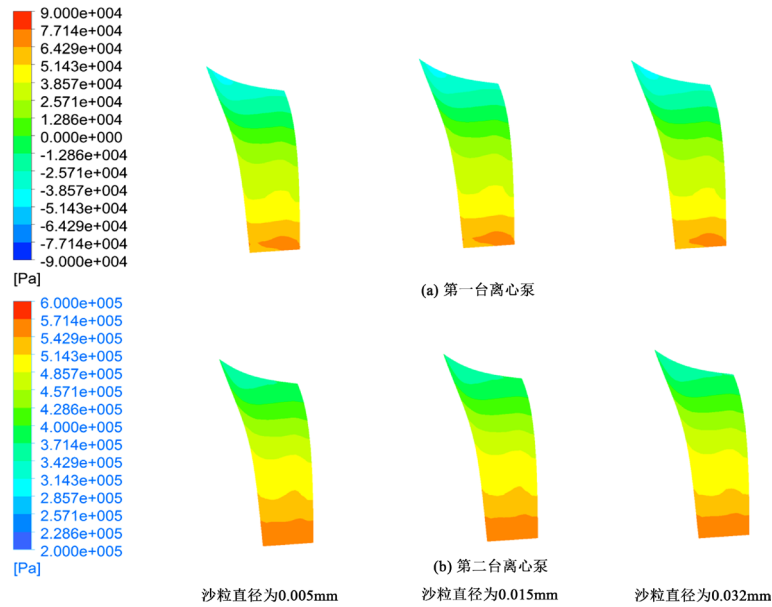 9.000e+004
7.714e+004
6.429e+004
5.143e+004
3.857e+004
2.571e+004
1.286e+004
0.000e+000
-1.286e+004
-2.571e+004
-3.857e+004
-5.143e+004
-6.429e+004
-7.714e+004
-9.000e+004
[Pa]
(a) 第一台离心泵
6.000e+005
5.714e+005
5.429e+005
5.143e+005
4.857e+005
4.571e+005
4.286e+005
4.000e+005
3.714e+005
3.429e+005
3.143e+005
2.857e+005
2.571e+005
2.286e+005
2.000e+005
[Pa]
(b) 第二台离心泵
沙粒直径为0.005mm
沙粒直径为0.015mm
沙粒直径为0.032mm